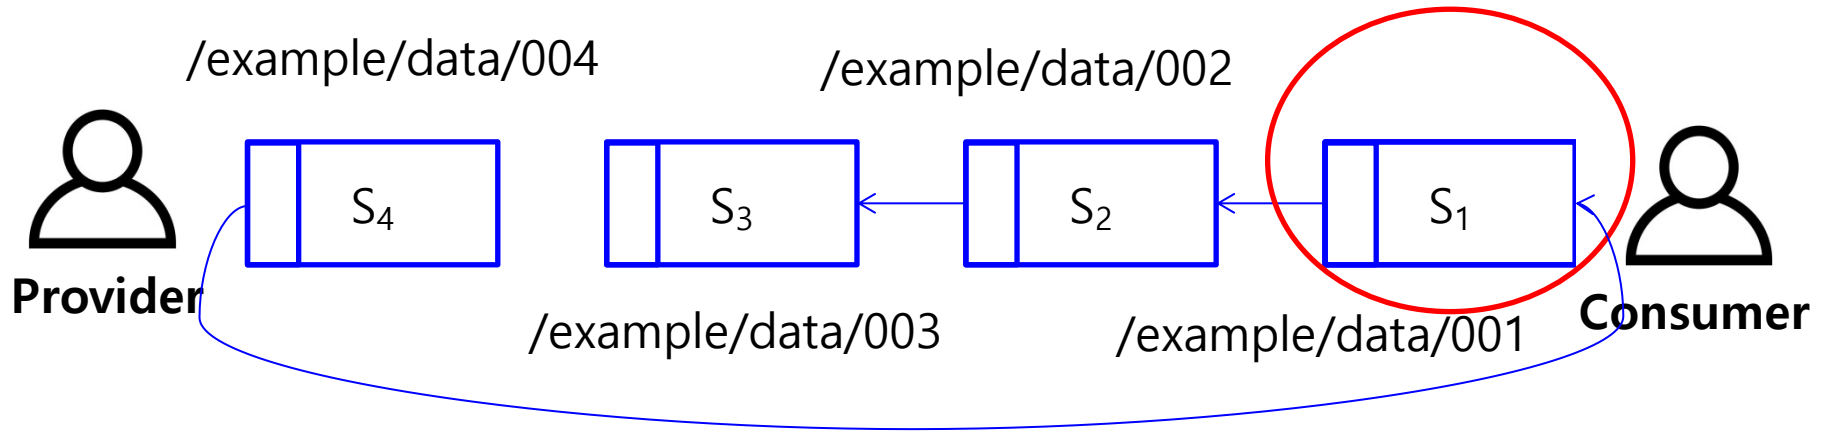 /example/data/004
/example/data/002
S₄
S₃
S₂
S₁
Provider
/example/data/003
/example/data/001
Consumer